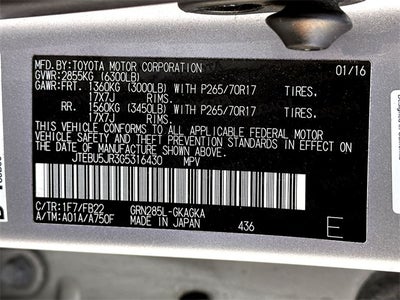 MFD. BY: TOYOTA MOTOR CORPORATION 01/16
GVWR: 2855KG (6300LB)
GAWR: FRT. 1360KG (3000LB) WITH P265/70R17 TIRES.
17X7J RIMS.
RR. 1560KG (3450LB) WITH P265/70R17 TIRES.
17X7J RIMS.
THIS VEHICLE CONFORMS TO ALL APPLICABLE FEDERAL MOTOR
VEHICLE SAFETY AND THEFT PREVENTION STANDARDS IN EFFECT ON
THE DATE OF MANUFACTURE SHOWN ABOVE.
JTEBU5JR3G5316430 MPV
C/TR: 1F7/FB22 GRN285L-GKAGKA
A/TM: A01A/A750F MADE IN JAPAN 436 E